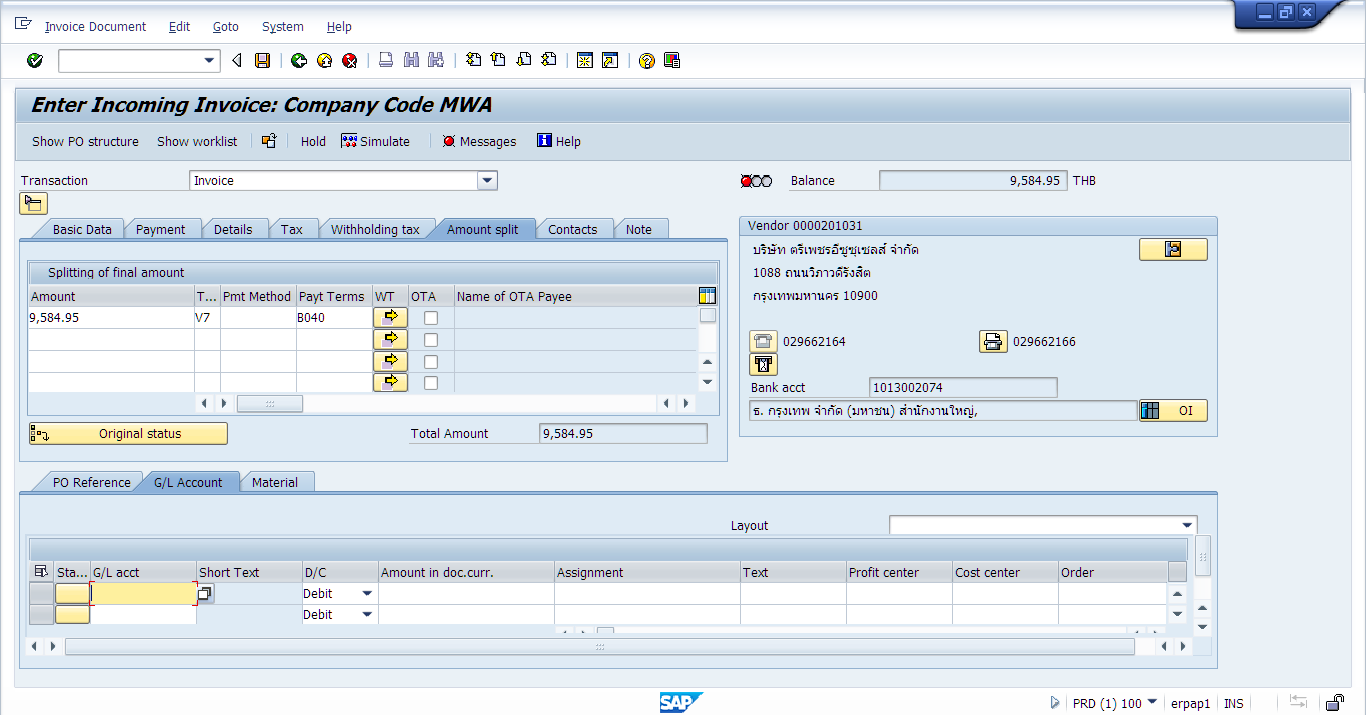 Invoice Document Edit Goto System Help
Enter Incoming Invoice: Company Code MWA
Show PO structure Show worklist Hold Simulate Messages Help
Transaction Invoice Balance 9,584.95 THB
Basic Data Payment Details Tax Withholding tax Amount split Contacts Note
Vendor 0000201031
บริษัท ตรีเพชรอีซูซุเซลส์ จำกัด
1088 ถนนวิภาวดีรังสิต
กรุงเทพมหานคร 10900
029662164 029662166
Bank acct 1013002074
ธ. กรุงเทพ จำกัด (มหาชน) สำนักงานใหญ่,
OI
Splitting of final amount
Amount T... Pmt Method Payt Terms WT OTA Name of OTA Payee
9,584.95 V7 B040
Original status Total Amount 9,584.95
PO Reference G/L Account Material
Layout
Sta... G/L acct Short Text D/C Amount in doc.curr. Assignment Text Profit center Cost center Order
Debit
Debit
SAP PRD (1) 100 erpap1 INS